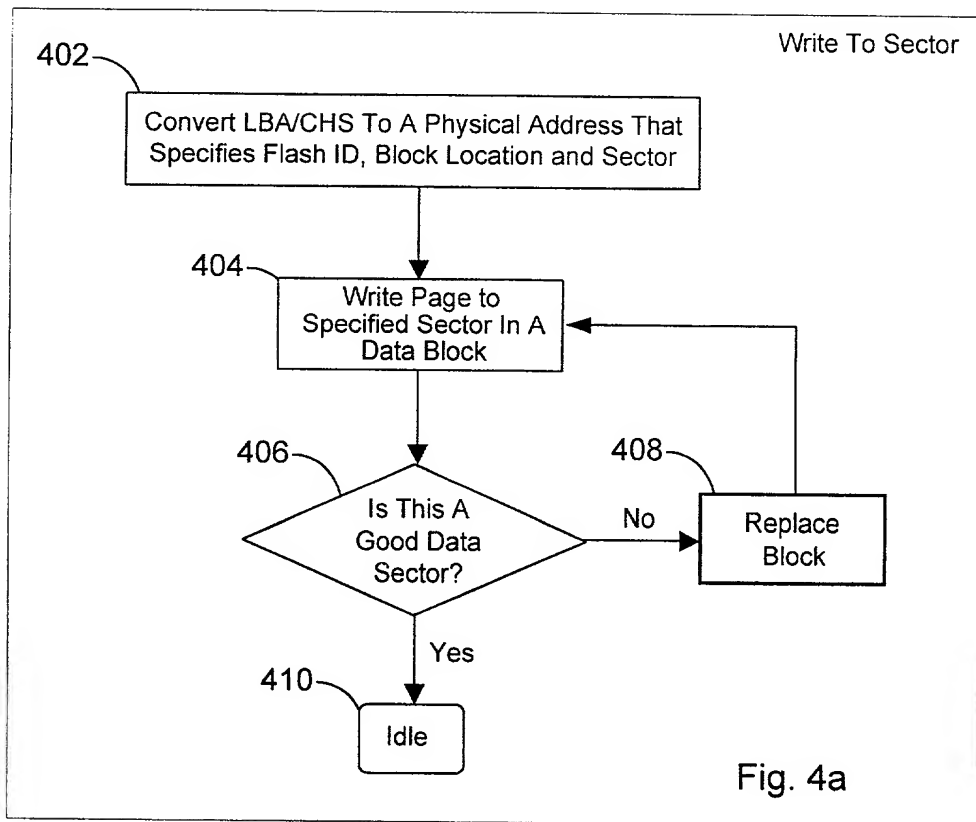 Write To Sector
402
Convert LBA/CHS To A Physical Address That
Specifies Flash ID, Block Location and Sector
404
Write Page to
Specified Sector In A
Data Block
406
Is This A
Good Data
Sector?
No
408
Replace
Block
Yes
410
Idle
Fig. 4a